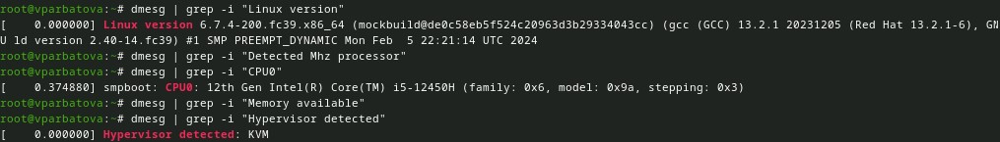 root@vparbatova:~# dmesg | grep -i "Linux version"
[    0.000000] Linux version 6.7.4-200.fc39.x86_64 (mockbuild@de0c58eb5f524c20963d3b29334043cc) (gcc (GCC) 13.2.1 20231205 (Red Hat 13.2.1-6), GN
U ld version 2.40-14.fc39) #1 SMP PREEMPT_DYNAMIC Mon Feb  5 22:21:14 UTC 2024
root@vparbatova:~# dmesg | grep -i "Detected Mhz processor"
root@vparbatova:~# dmesg | grep -i "CPU0"
[    0.374880] smpboot: CPU0: 12th Gen Intel(R) Core(TM) i5-12450H (family: 0x6, model: 0x9a, stepping: 0x3)
root@vparbatova:~# dmesg | grep -i "Memory available"
root@vparbatova:~# dmesg | grep -i "Hypervisor detected"
[    0.000000] Hypervisor detected: KVM